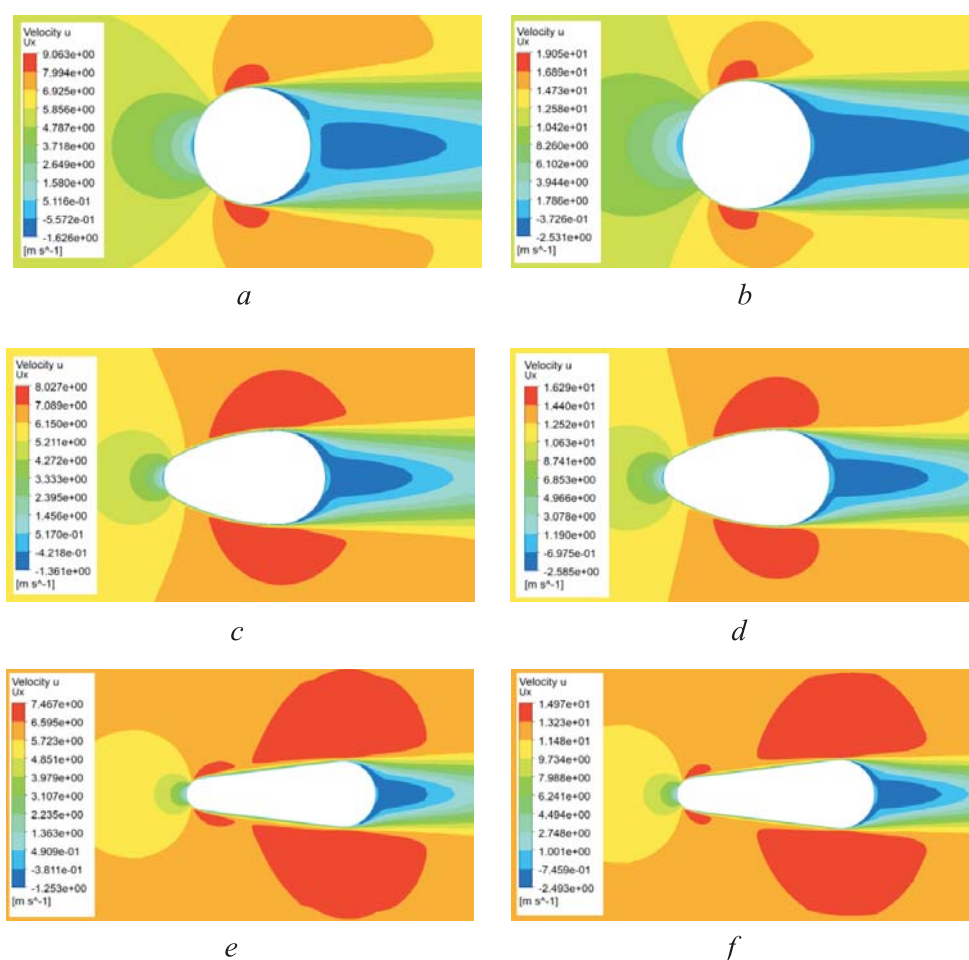 Velocity u
Ux
9.063e+00
7.994e+00
6.925e+00
5.856e+00
4.787e+00
3.718e+00
2.649e+00
1.580e+00
5.116e-01
-5.572e-01
-1.626e+00
[m s^-1]
a
Velocity u
Ux
1.905e+01
1.689e+01
1.473e+01
1.258e+01
1.042e+01
8.260e+00
6.102e+00
3.944e+00
1.786e+00
-3.726e-01
-2.531e+00
[m s^-1]
b
Velocity u
Ux
8.027e+00
7.089e+00
6.150e+00
5.211e+00
4.272e+00
3.333e+00
2.395e+00
1.456e+00
5.170e-01
-4.218e-01
-1.361e+00
[m s^-1]
c
Velocity u
Ux
1.629e+01
1.440e+01
1.252e+01
1.063e+01
8.741e+00
6.853e+00
4.966e+00
3.078e+00
1.190e+00
-6.975e-01
-2.585e+00
[m s^-1]
d
Velocity u
Ux
7.467e+00
6.595e+00
5.723e+00
4.851e+00
3.979e+00
3.107e+00
2.235e+00
1.363e+00
4.909e-01
-3.811e-01
-1.253e+00
[m s^-1]
e
Velocity u
Ux
1.497e+01
1.323e+01
1.148e+01
9.734e+00
7.988e+00
6.241e+00
4.494e+00
2.748e+00
1.001e+00
-7.459e-01
-2.493e+00
[m s^-1]
f